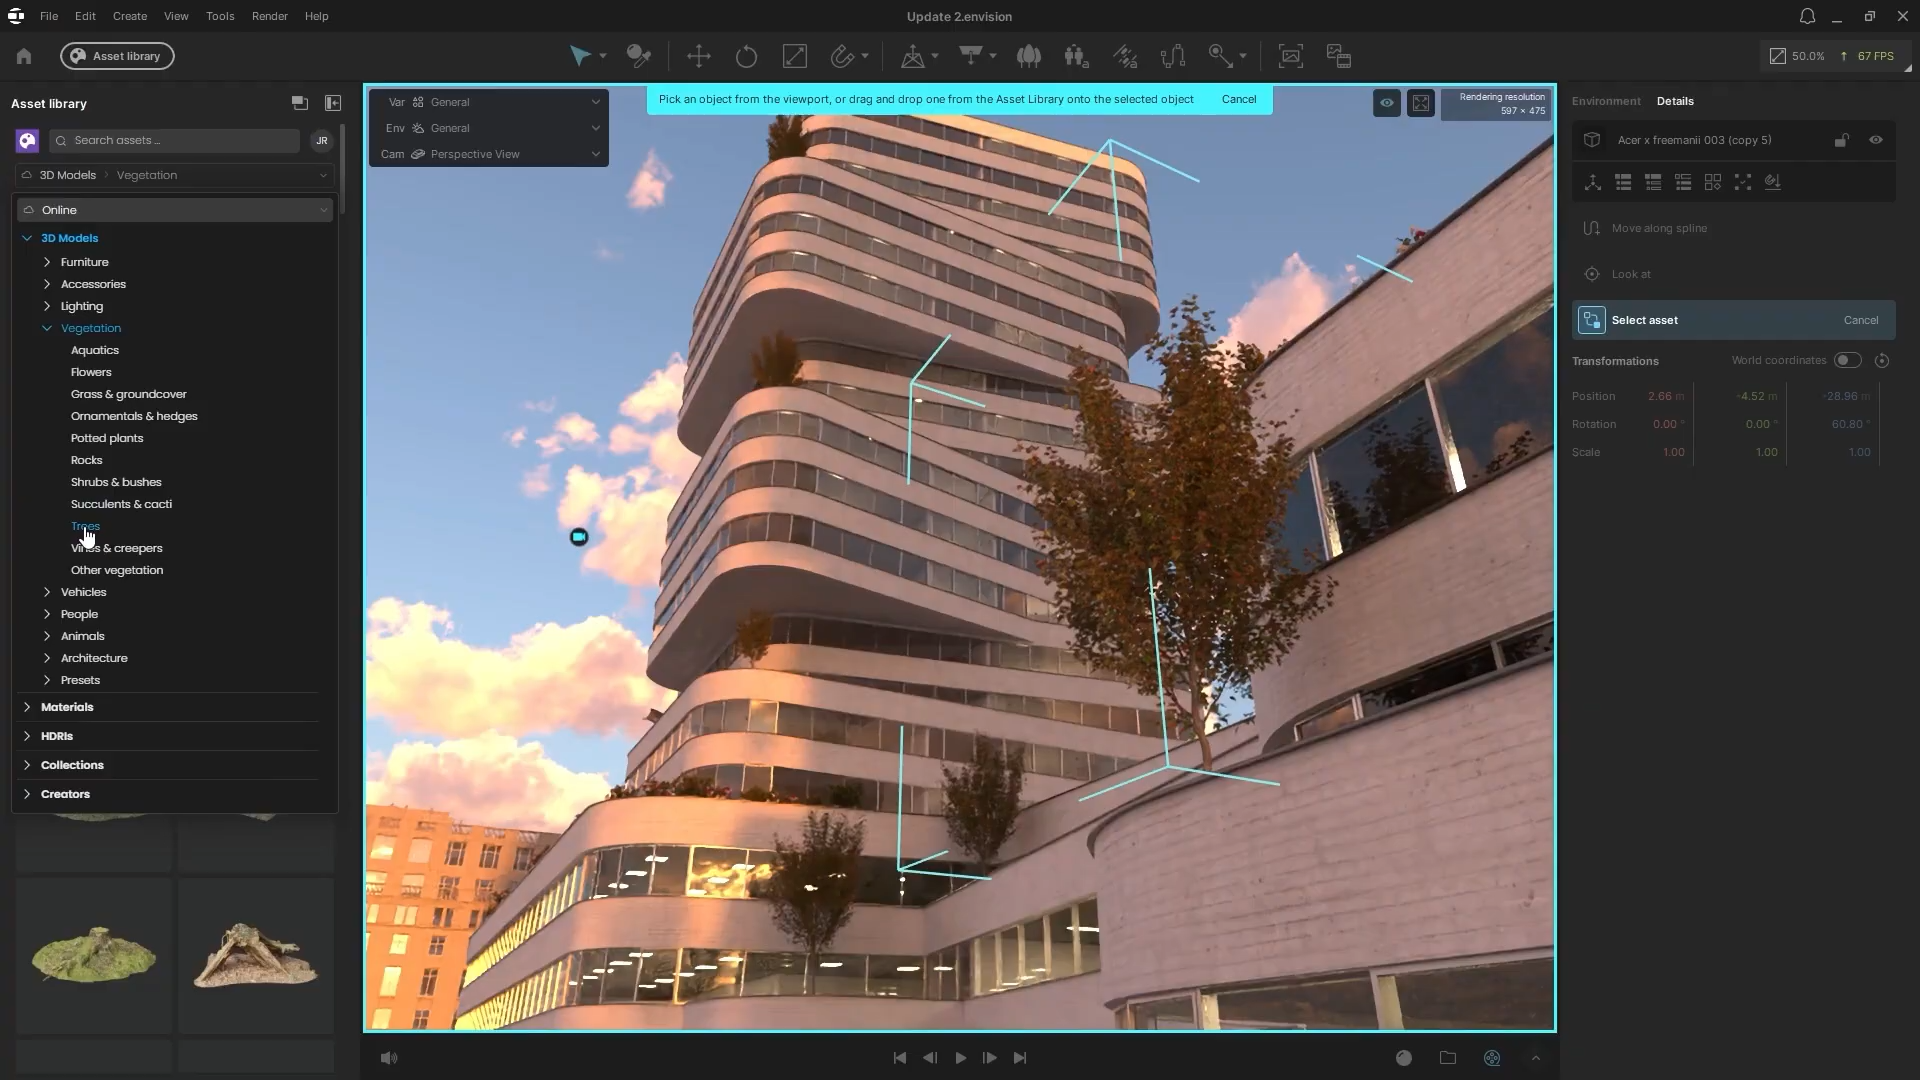 File Edit Create View Tools Render Help
Update 2.envision
Asset library
50.0% ↑ 67 FPS
Asset library
Search assets ...
JR
3D Models > Vegetation
Online
3D Models
Furniture
Accessories
Lighting
Vegetation
Aquatics
Flowers
Grass & groundcover
Ornamentals & hedges
Potted plants
Rocks
Shrubs & bushes
Succulents & cacti
Trees
Vines & creepers
Other vegetation
Vehicles
People
Animals
Architecture
Presets
Materials
HDRIs
Collections
Creators
Var General
Env General
Cam Perspective View
Pick an object from the viewport, or drag and drop one from the Asset Library onto the selected object Cancel
Rendering resolution
597 × 475
Environment Details
Acer x freemanii 003 (copy 5)
Move along spline
Look at
Select asset Cancel
Transformations World coordinates
Position 2.66 m -4.52 m -28.96 m
Rotation 0.00 ° 0.00 ° 60.80 °
Scale 1.00 1.00 1.00